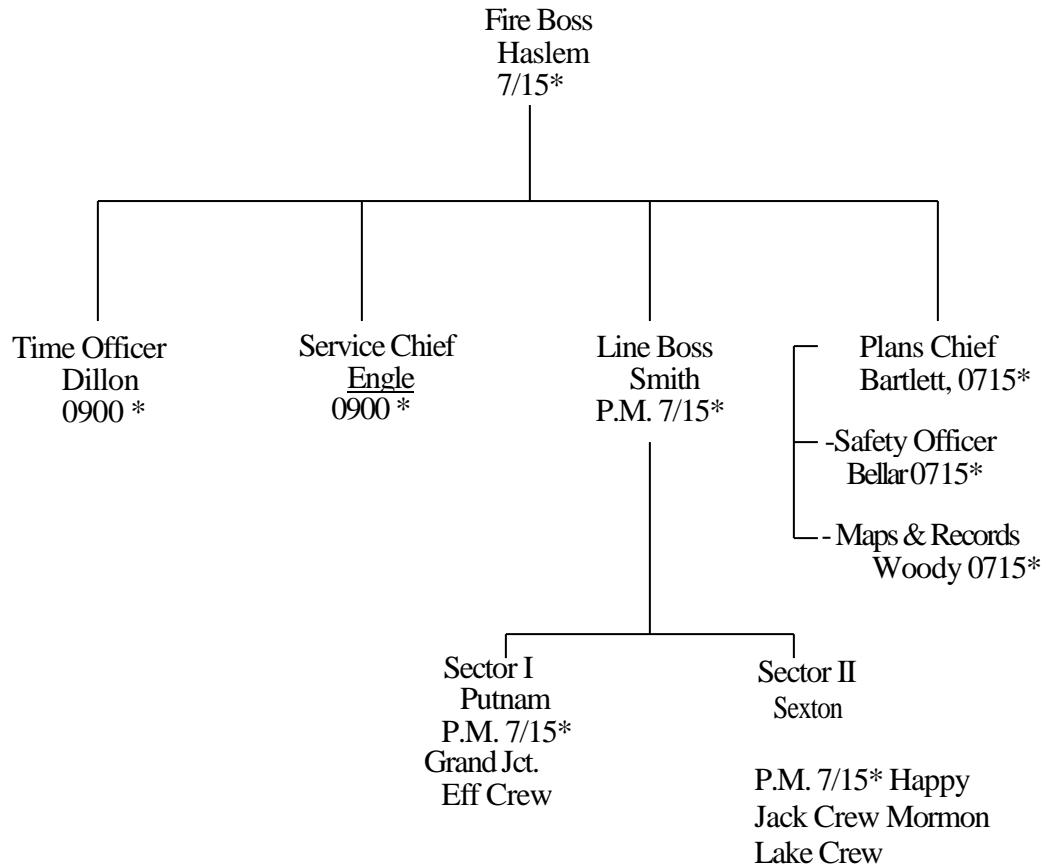 Fire Boss
Haslem
7/15*
Time Officer
Dillon
0900 *
Service Chief
Engle
0900 *
Line Boss
Smith
P.M. 7/15*
Plans Chief
Bartlett, 0715*
-Safety Officer
Bellar 0715*
- Maps & Records
Woody 0715*
Sector I
Putnam
P.M. 7/15*
Grand Jct.
Eff Crew
Sector II
Sexton
P.M. 7/15* Happy
Jack Crew Mormon
Lake Crew